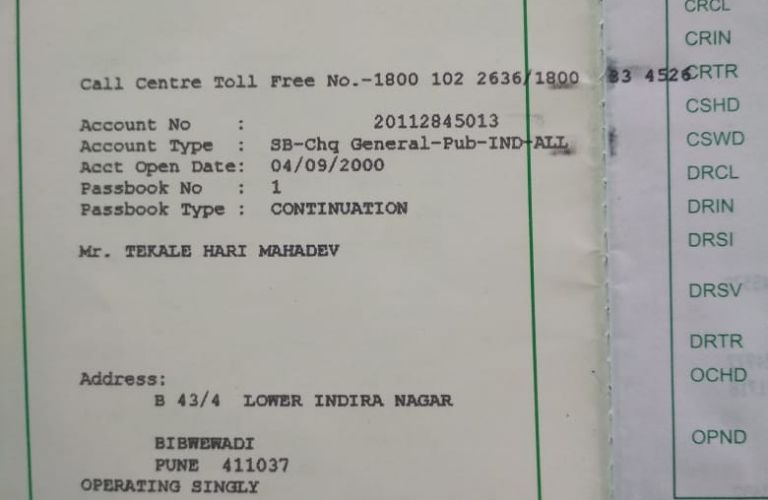 Call Centre Toll Free No.-1800 102 2636/1800 83 4526
Account No : 20112845013
Account Type : SB-Chq General-Pub-IND-ALL
Acct Open Date: 04/09/2000
Passbook No : 1
Passbook Type : CONTINUATION
Mr. TEKALE HARI MAHADEV
Address:
B 43/4 LOWER INDIRA NAGAR
BIBWEWADI
PUNE 411037
OPERATING SINGLY
CRCL
CRIN
CRTR
CSHD
CSWD
DRCL
DRIN
DRSI
DRSV
DRTR
OCHD
OPND